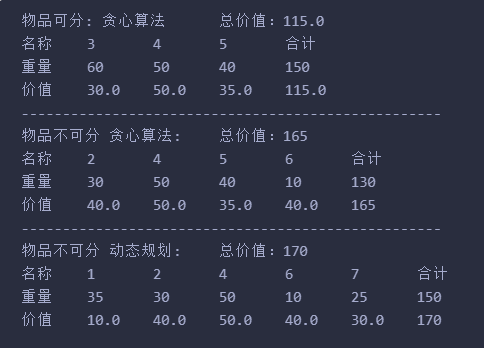 物品可分: 贪心算法 总价值: 115.0
名称 3 4 5 合计
重量 60 50 40 150
价值 30.0 50.0 35.0 115.0
----------------------------------------------------
物品不可分 贪心算法: 总价值: 165
名称 2 4 5 6 合计
重量 30 50 40 10 130
价值 40.0 50.0 35.0 40.0 165
----------------------------------------------------
物品不可分 动态规划: 总价值: 170
名称 1 2 4 6 7 合计
重量 35 30 50 10 25 150
价值 10.0 40.0 50.0 40.0 30.0 170